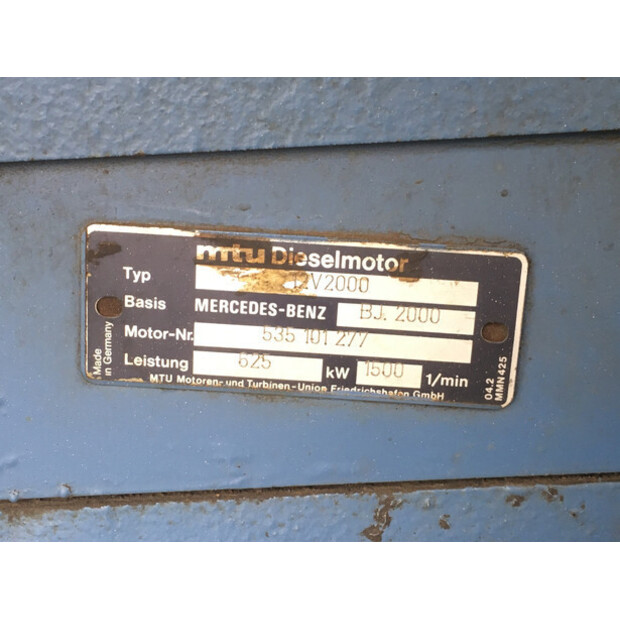 mtu Dieselmotor
Typ 12V2000
Basis MERCEDES-BENZ BJ. 2000
Motor-Nr. 535 101 277
Leistung 625 kW 1500 1/min
MTU Motoren- und Turbinen-Union Friedrichshafen GmbH
Made
in Germany
04.2
MMN425